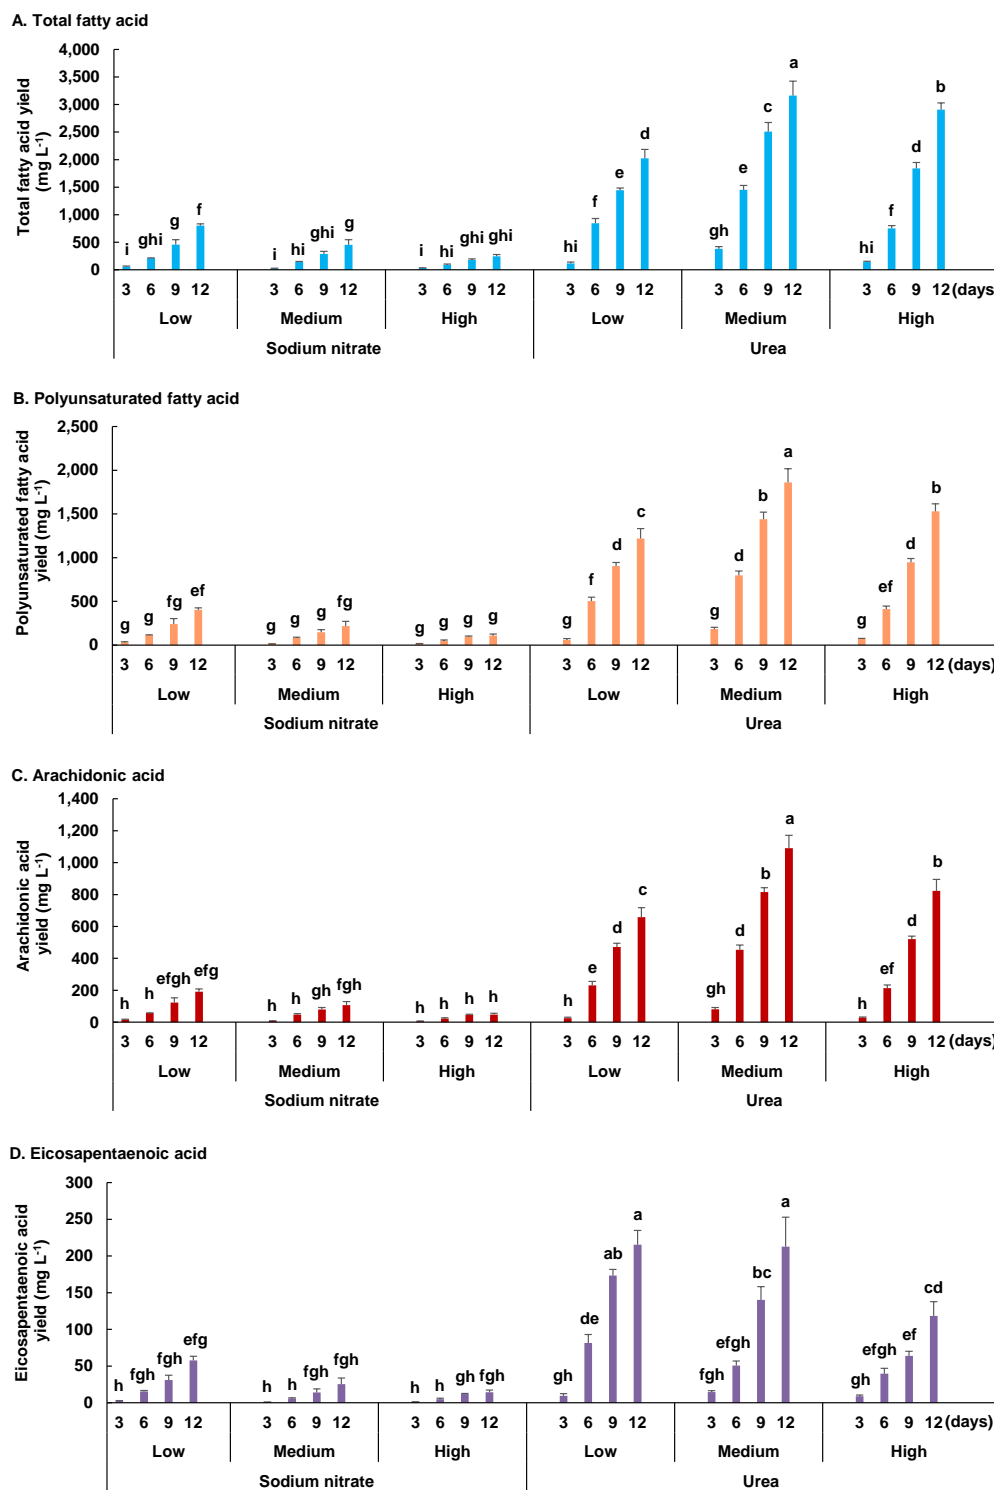 A. Total fatty acid
Total fatty acid yield
(mg L-1)
4,000
3,500
3,000
2,500
2,000
1,500
1,000
500
0
i ghi g f i hi ghi g i hi ghi ghi hi f e d gh e c a hi f d b
3 6 9 12 3 6 9 12 3 6 9 12 3 6 9 12 3 6 9 12 3 6 9 12 (days
Low Medium High Low Medium High
Sodium nitrate Urea
B. Polyunsaturated fatty acid
Polyunsaturated fatty acid
yield (mg L-1)
2,500
2,000
1,500
1,000
500
0
g g fg ef g g g fg g g g g g f d c g d b a g ef d b
3 6 9 12 3 6 9 12 3 6 9 12 3 6 9 12 3 6 9 12 3 6 9 12 (days)
Low Medium High Low Medium High
Sodium nitrate Urea
C. Arachidonic acid
Arachidonic acid
yield (mg L-1)
1,400
1,200
1,000
800
600
400
200
0
h h efgh efg h h gh fgh h h h h h e d c gh d b a h ef d b
3 6 9 12 3 6 9 12 3 6 9 12 3 6 9 12 3 6 9 12 3 6 9 12 (days)
Low Medium High Low Medium High
Sodium nitrate Urea
D. Eicosapentaenoic acid
Eicosapentaenoic acid
yield (mg L-1)
300
250
200
150
100
50
0
h fgh fgh efg h h fgh fgh h h gh fgh gh de ab a fgh efgh bc a gh efgh ef cd
3 6 9 12 3 6 9 12 3 6 9 12 3 6 9 12 3 6 9 12 3 6 9 12 (days)
Low Medium High Low Medium High
Sodium nitrate Urea